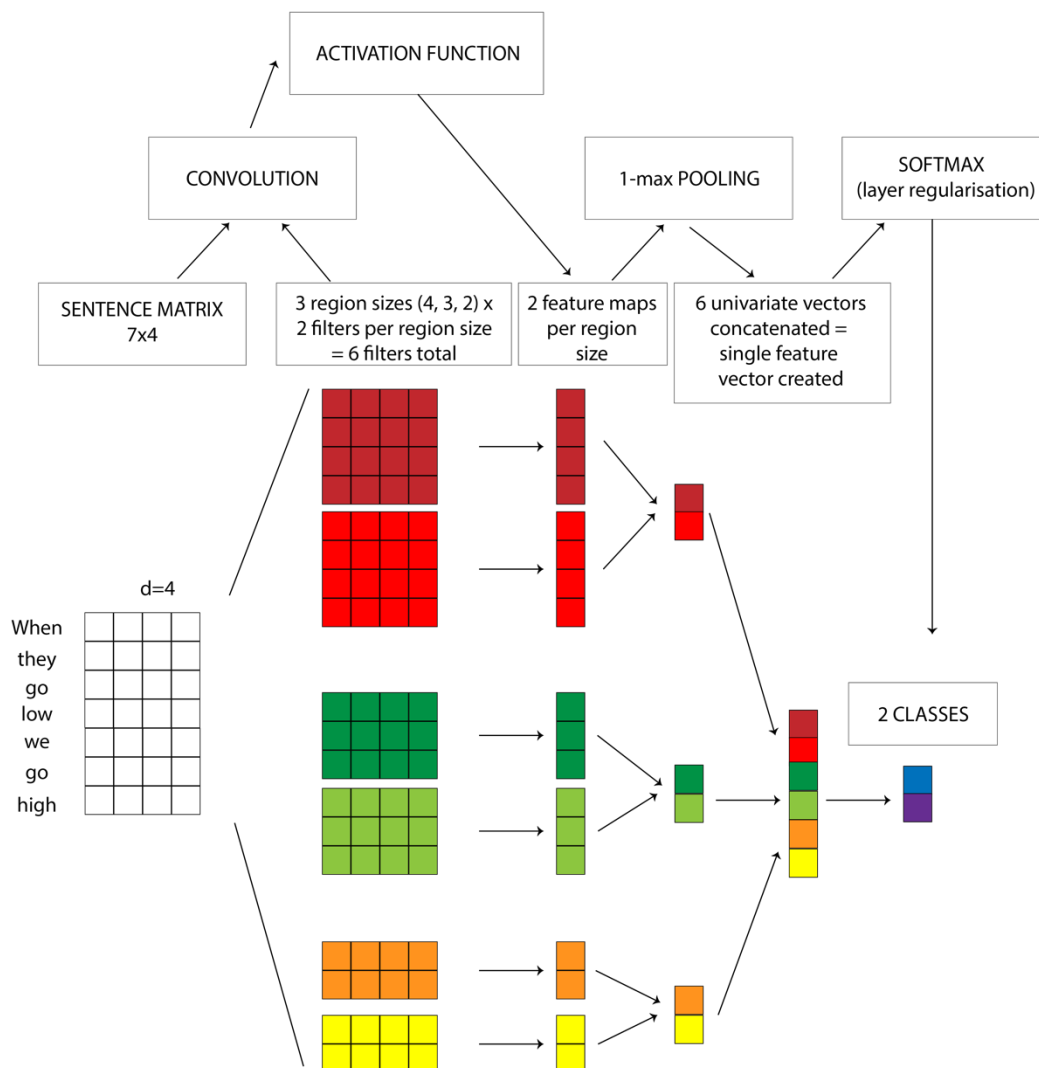 ACTIVATION FUNCTION
CONVOLUTION
1-max POOLING
SOFTMAX
(layer regularisation)
SENTENCE MATRIX
7x4
3 region sizes (4, 3, 2) x
2 filters per region size
= 6 filters total
2 feature maps
per region
size
6 univariate vectors
concatenated =
single feature
vector created
d=4
When
they
go
low
we
go
high
2 CLASSES